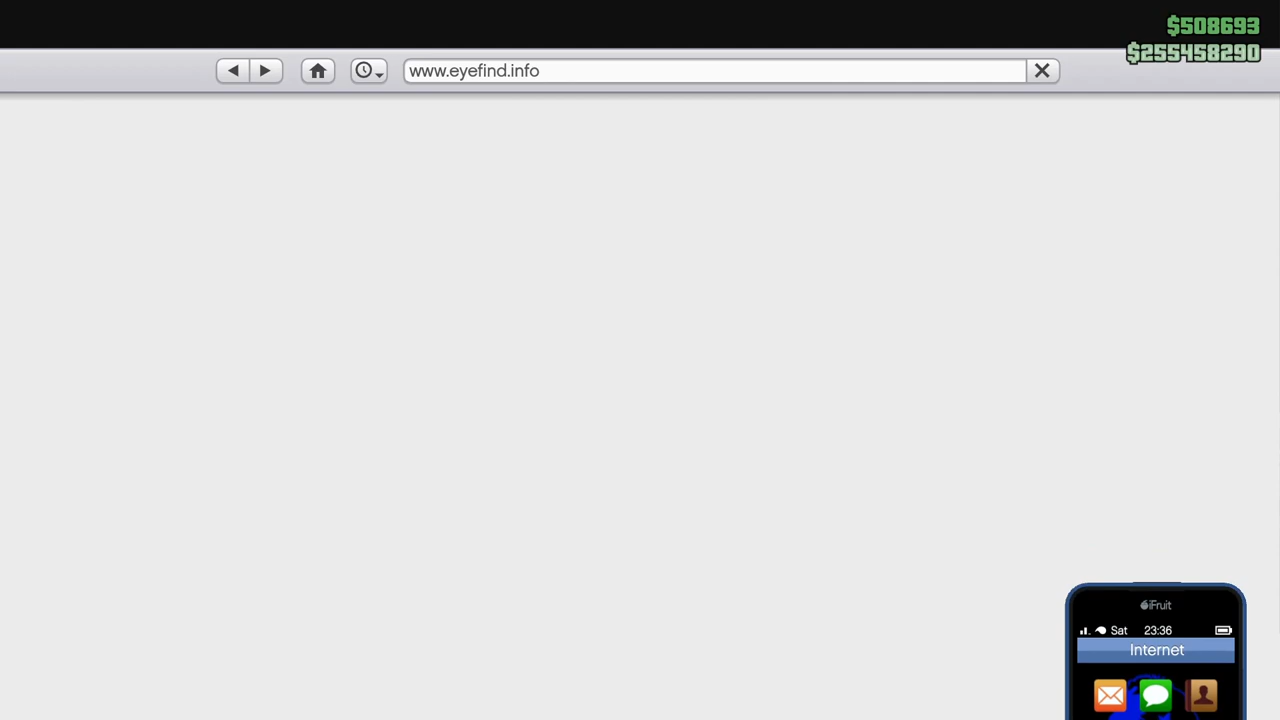 $508693
$255458290
www.eyefind.info
iFruit
Sat 23:36
Internet